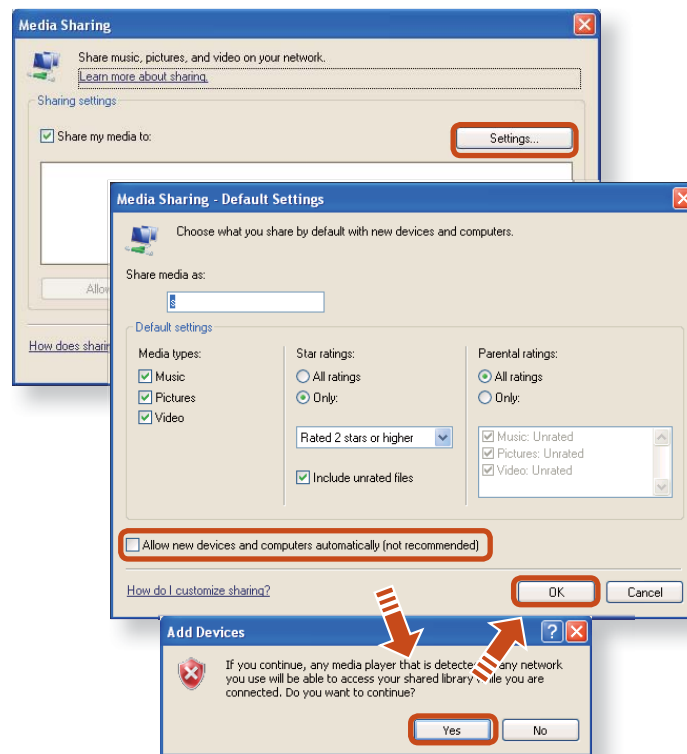 Media Sharing
Share music, pictures, and video on your network.
Learn more about sharing.
Sharing settings
Share my media to:
Settings...
How does sharin
Media Sharing - Default Settings
Choose what you share by default with new devices and computers.
Share media as:
s
Default settings
Media types:
Music
Pictures
Video
Star ratings:
All ratings
Only:
Rated 2 stars or higher
Include unrated files
Parental ratings:
All ratings
Only:
Music: Unrated
Pictures: Unrated
Video: Unrated
Allow new devices and computers automatically (not recommended)
How do I customize sharing?
OK
Cancel
Add Devices
If you continue, any media player that is detected any network
you use will be able to access your shared library while you are
connected. Do you want to continue?
Yes
No